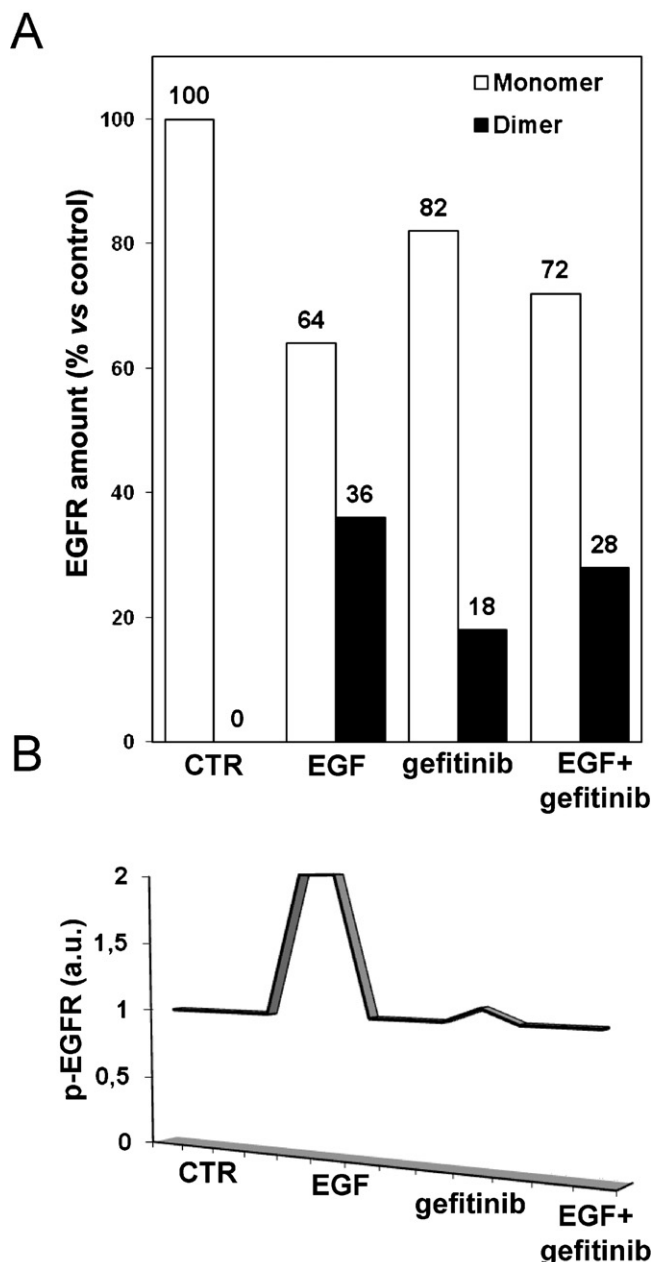 A
Monomer
Dimer
EGFR amount (% vs control)
100
80
60
40
20
0
100
0
64
36
82
18
72
28
CTR
EGF
gefitinib
EGF+
gefitinib
B
p-EGFR (a.u.)
2
1,5
1
0,5
0
CTR
EGF
gefitinib
EGF+
gefitinib